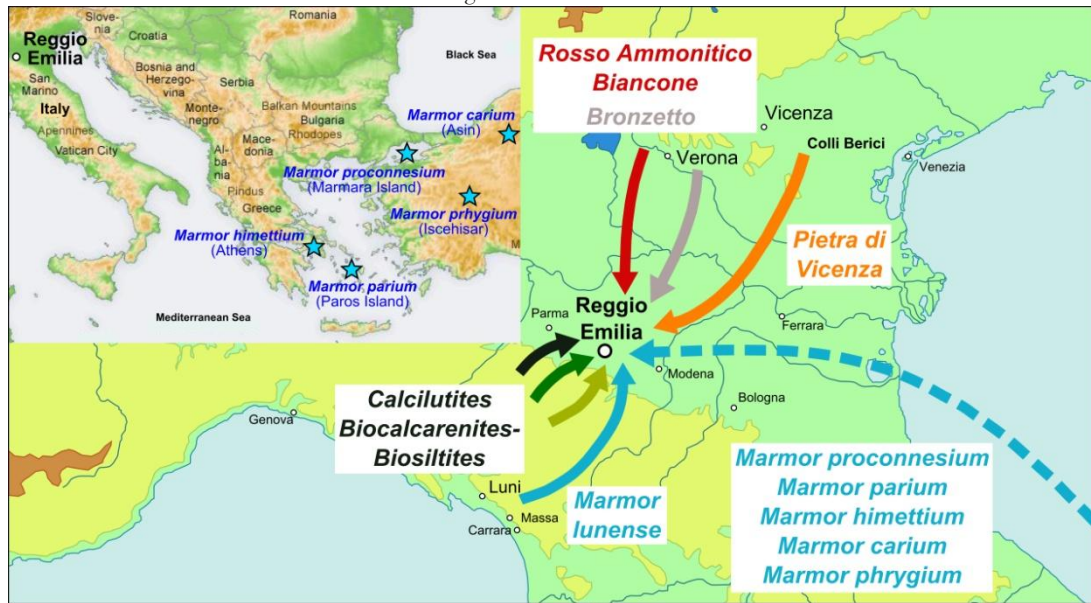 Slove-
nia
Croatia
Romania
Reggio
Emilia
Bosnia and
Herzego-
vina
Serbia
Black Sea
San
Marino
Italy
Monte-
negro
Balkan Mountains
Bulgaria
Rhodopes
Marmor carium
(Asin)
Apennines
Vatican City
Al-
ba-
nia
Mace-
donia
Marmor proconnesium
(Marmara Island)
Pindus
Greece
Marmor prhygium
(Iscehisar)
Marmor himettium
(Athens)
M
Marmor parium
(Paros Island)
Mediterranean Sea
Rosso Ammonitico
Biancone
Bronzetto
Vicenza
Colli Berici
Verona
Venezia
Pietra di
Vicenza
Reggio
Emilia
Parma
Ferrara
Modena
Bologna
Calcilutites
Biocalcarenites-
Biosiltites
Genova
Luni
Massa
Carrara
Marmor
lunense
Marmor proconnesium
Marmor parium
Marmor himettium
Marmor carium
Marmor phrygium